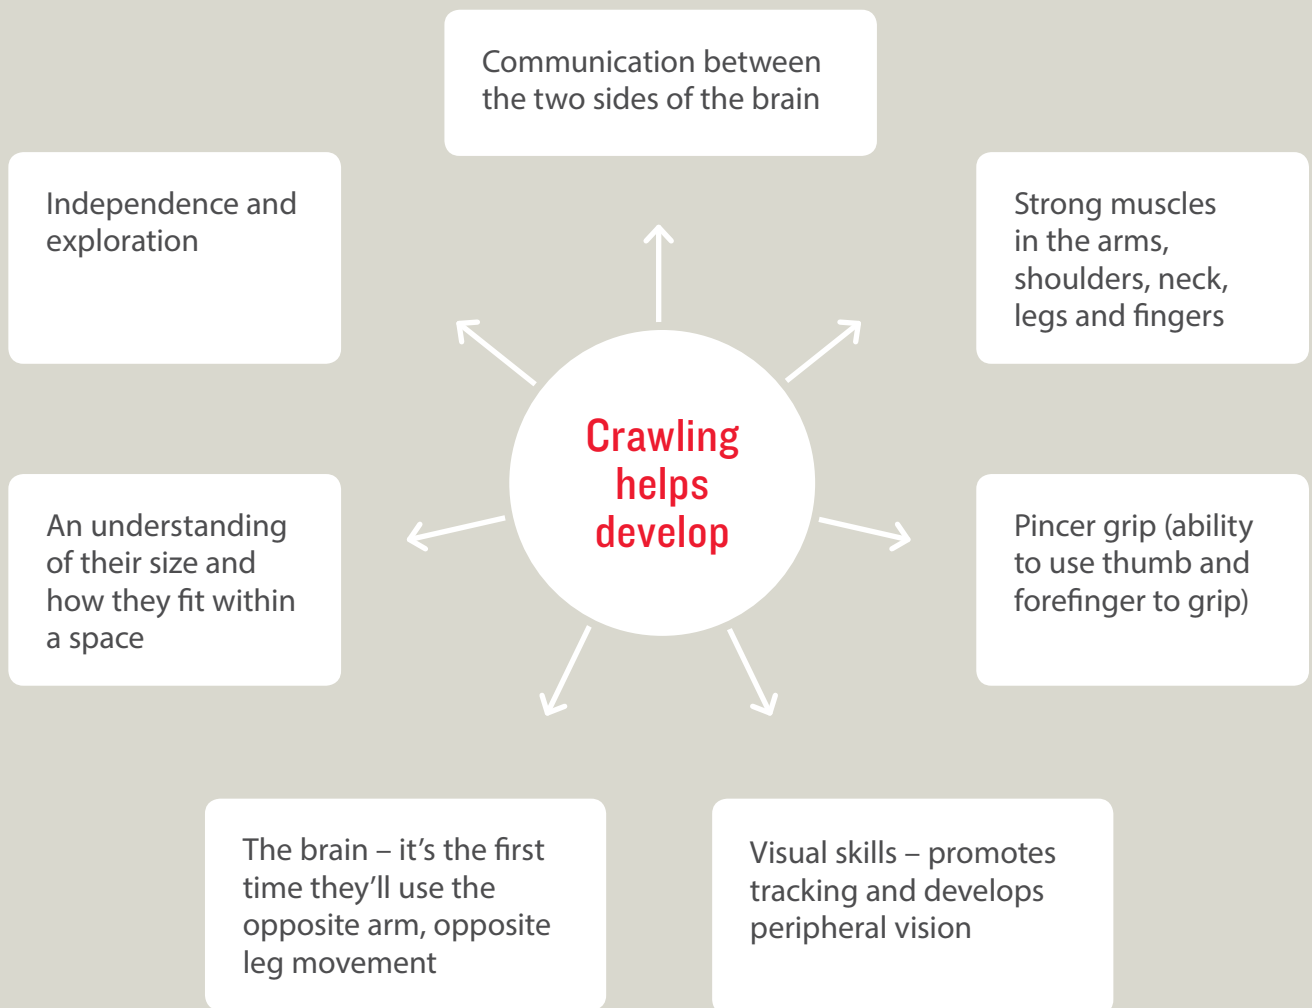 Communication between
the two sides of the brain
Independence and
exploration
Strong muscles
in the arms,
shoulders, neck,
legs and fingers
Crawling
helps
develop
An understanding
of their size and
how they fit within
a space
Pincer grip (ability
to use thumb and
forefinger to grip)
The brain – it’s the first
time they’ll use the
opposite arm, opposite
leg movement
Visual skills – promotes
tracking and develops
peripheral vision